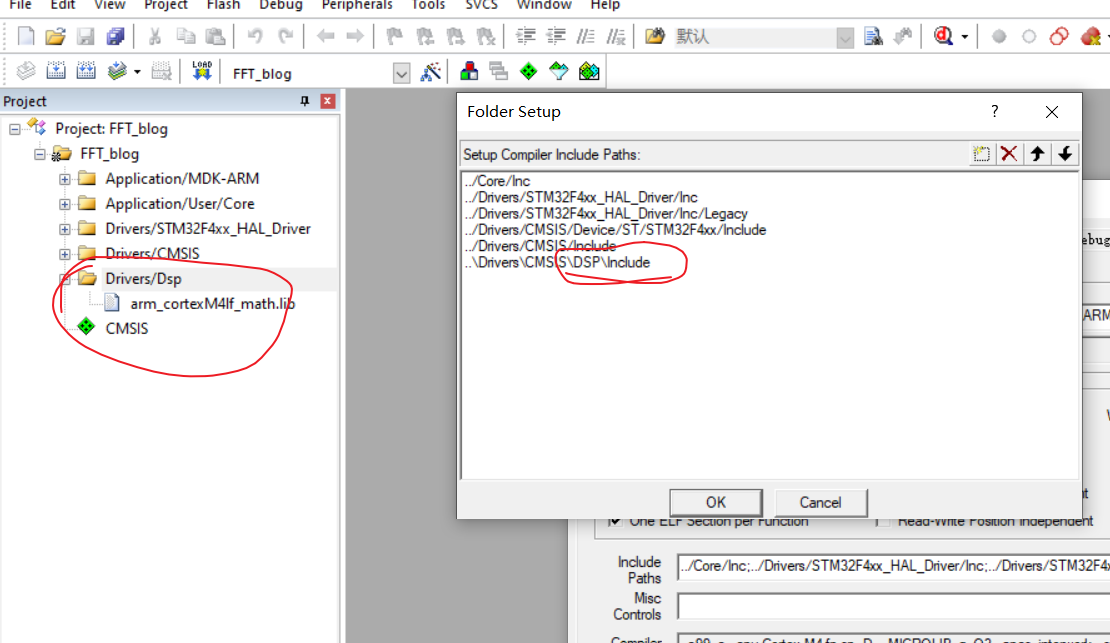 File Edit View Project Flash Debug Peripherals Tools SVCS Window Help
默认
LOAD
FFT_blog
Project
Project: FFT_blog
FFT_blog
Application/MDK-ARM
Application/User/Core
Drivers/STM32F4xx_HAL_Driver
Drivers/CMSIS
Drivers/Dsp
arm_cortexM4lf_math.lib
CMSIS
Folder Setup
?
Setup Compiler Include Paths:
../Core/Inc
../Drivers/STM32F4xx_HAL_Driver/Inc
../Drivers/STM32F4xx_HAL_Driver/Inc/Legacy
../Drivers/CMSIS/Device/ST/STM32F4xx/Include
../Drivers/CMSIS/Include
..\Drivers\CMSIS\DSP\Include
OK Cancel
One ELF Section per Function
Read-Write Position Independent
Include
Paths
../Core/Inc;../Drivers/STM32F4xx_HAL_Driver/Inc;../Drivers/STM32F4x
Misc
Controls